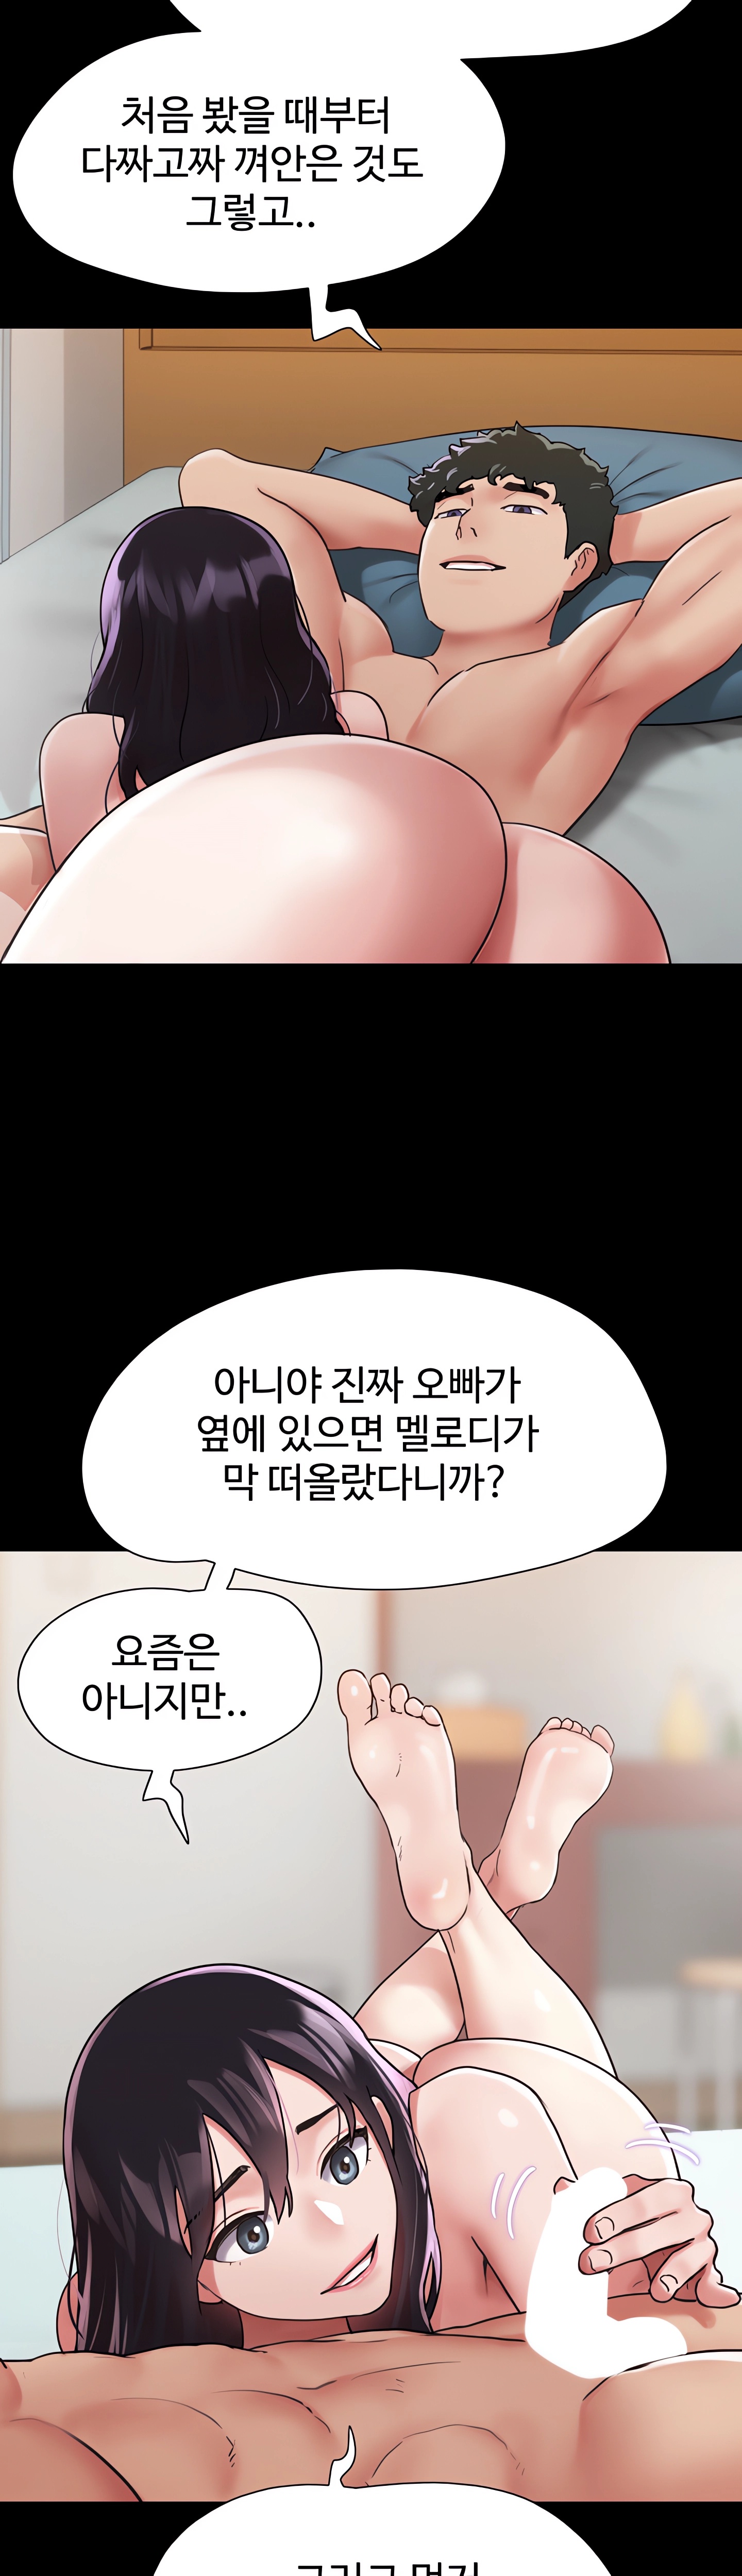 처음 봤을 때부터
다짜고짜 껴안은 것도
그렇고..
아니야 진짜 오빠가
옆에 있으면 멜로디가
막 떠올랐다니까?
요즘은
아니지만..